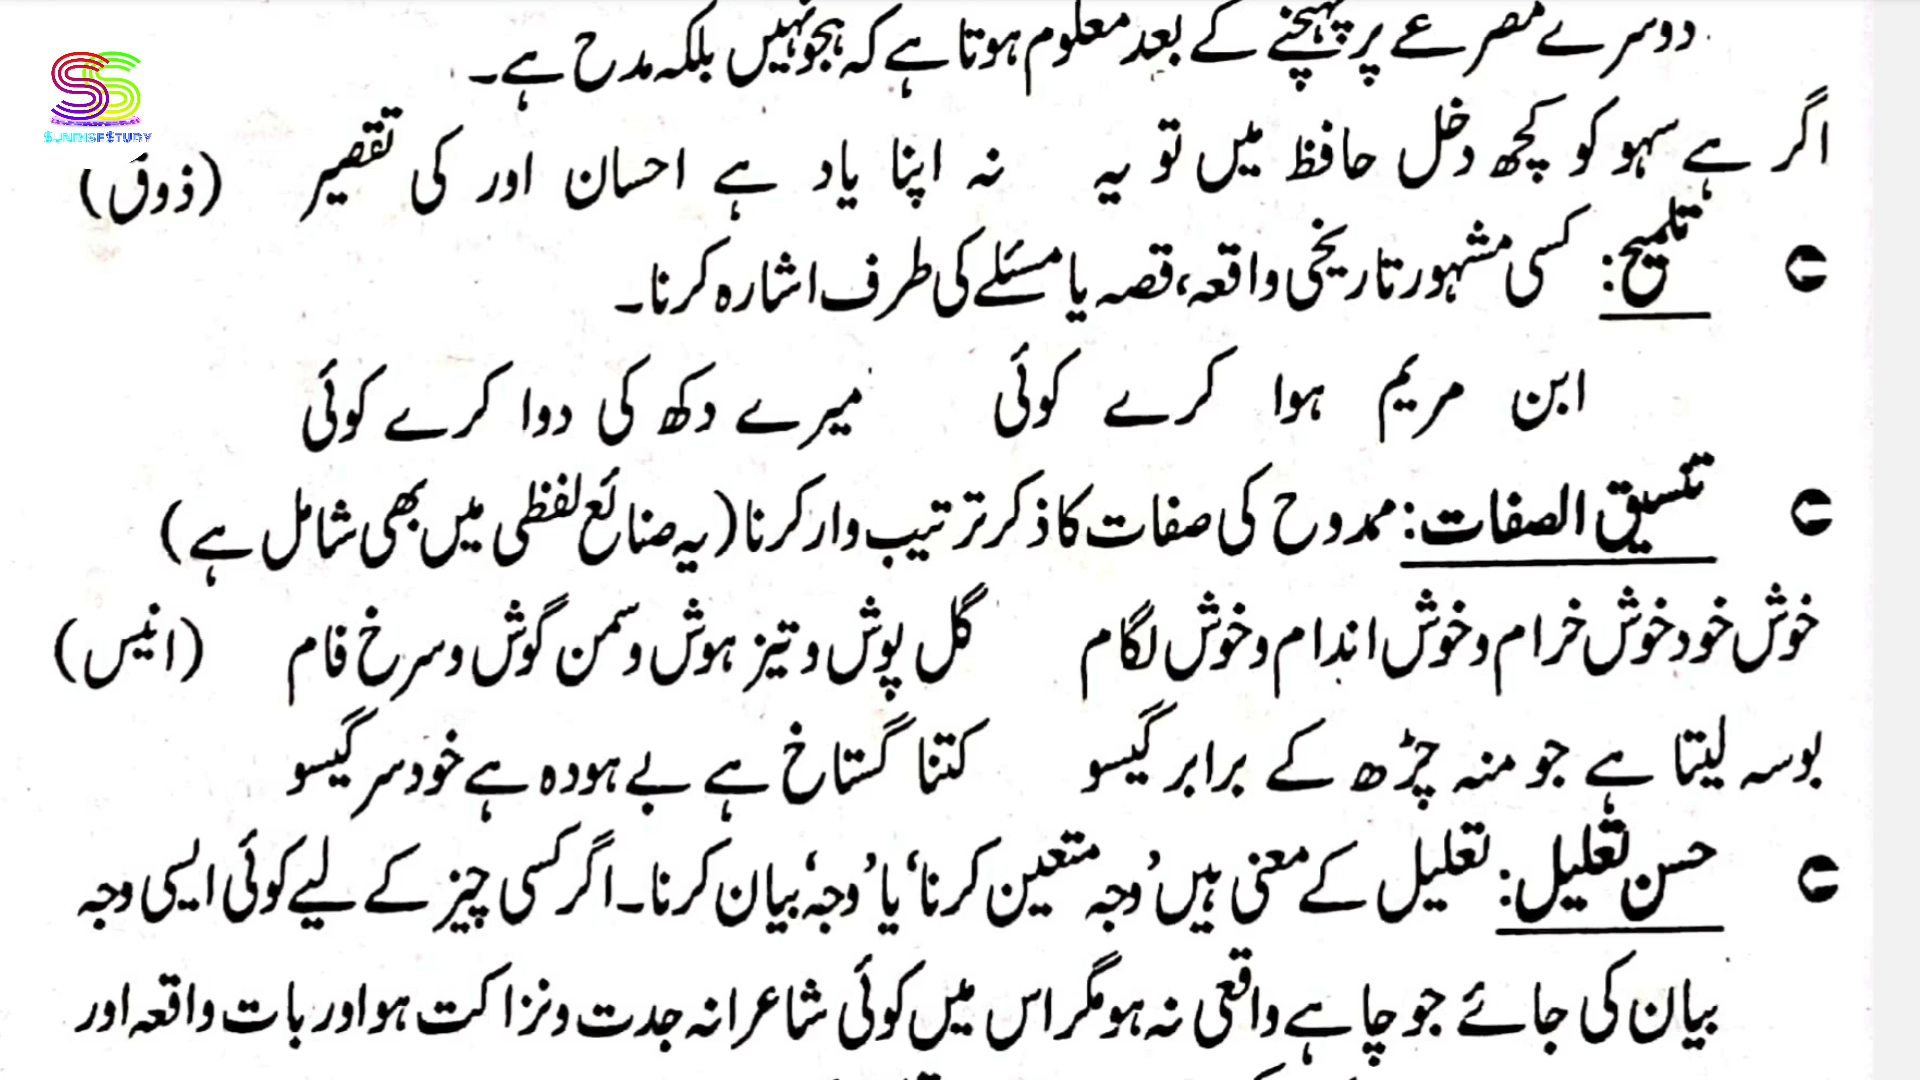 دوسرے مصرعے پر پہنچنے کے بعد معلوم ہوتا ہے کہ ہجو نہیں بلکہ مدح ہے۔
SUNRISE STUDY
اگر ہے سہو کو کچھ دخل حافظ میں تو یہ نہ اپنا یاد ہے احسان اور کی تقصیر (ذوق)
تلمیح: کسی مشہور تاریخی واقعہ، قصہ یا مسئلے کی طرف اشارہ کرنا۔
ابن مریم ہوا کرے کوئی میرے دکھ کی دوا کرے کوئی
تنسیق الصفات: ممدوح کی صفات کا ذکر ترتیب وار کرنا (یہ صنائع لفظی میں بھی شامل ہے)
خوش خود خوش خرام و خوش اندام و خوش لگام گل پوش و تیز ہوش و سمن گوش و سرخ فام (انیس)
بوسہ لیتا ہے جو منہ چڑھ کے برابر گیسو کتنا گستاخ ہے بے ہودہ ہے خود سر گیسو
حسن تعلیل: تعلیل کے معنی ہیں ’وجہ متعین کرنا‘ یا ’وجہ‘ بیان کرنا۔ اگر کسی چیز کے لیے کوئی ایسی وجہ
بیان کی جائے جو چاہے واقعی نہ ہو مگر اس میں کوئی شاعرانہ جدت و نزاکت ہو اور بات واقعہ اور